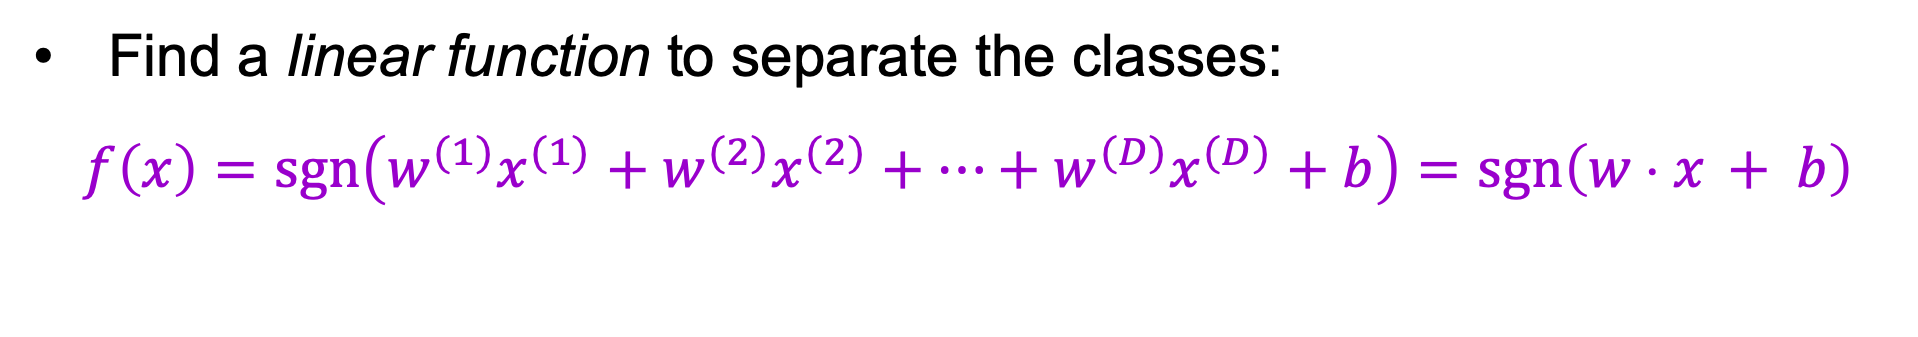 • Find a linear function to separate the classes:
f(x) = sgn(w⁽¹⁾x⁽¹⁾ + w⁽²⁾x⁽²⁾ + ⋯ + w⁽ᴰ⁾x⁽ᴰ⁾ + b) = sgn(w · x + b)